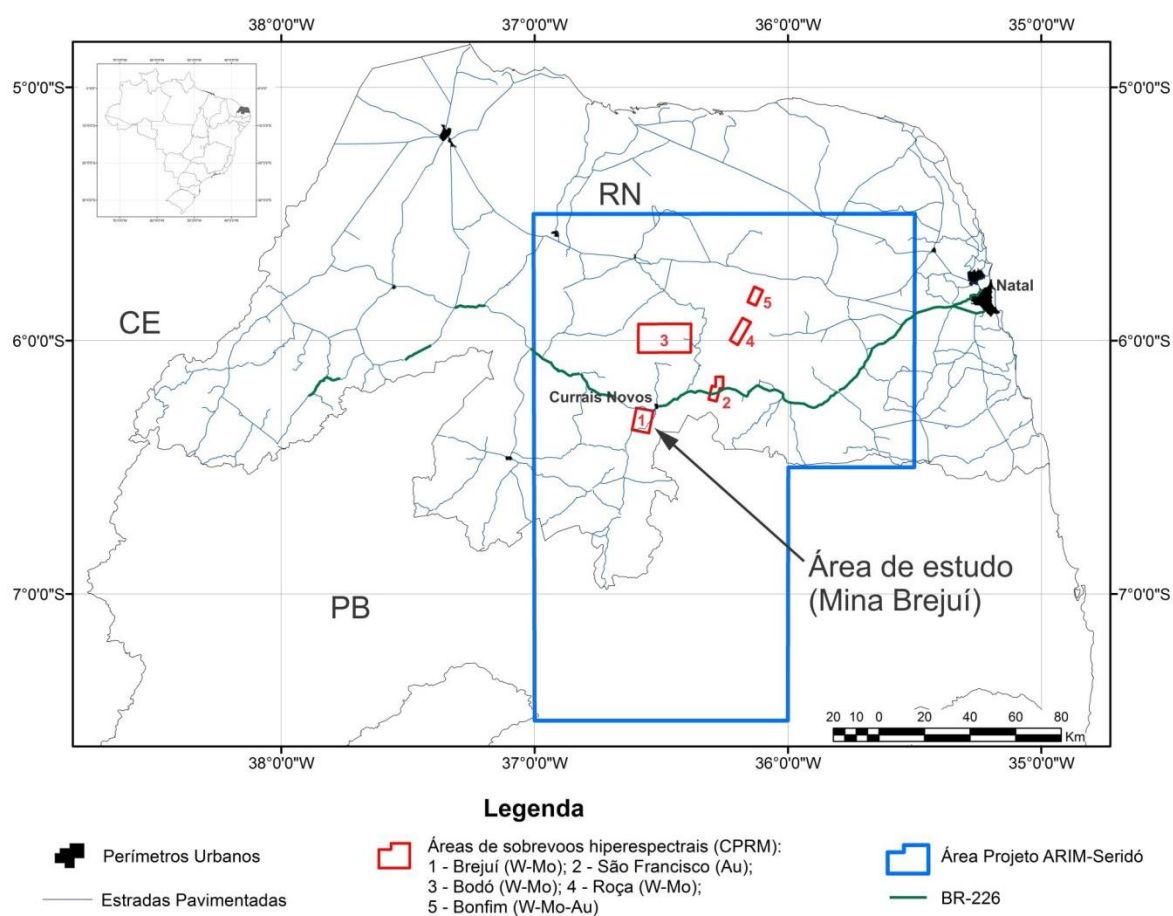 38°0'0"W 37°0'0"W 36°0'0"W 35°0'0"W
5°0'0"S 5°0'0"S
RN
Natal
5
CE
6°0'0"S 3 4 6°0'0"S
Currais Novos 2
1
Área de estudo
(Mina Brejuí)
7°0'0"S 7°0'0"S
PB
20 10 0 20 40 60 80
Km
38°0'0"W 37°0'0"W 36°0'0"W 35°0'0"W
Legenda
Perímetros Urbanos
Estradas Pavimentadas
Áreas de sobrevoos hiperespectrais (CPRM):
1 - Brejuí (W-Mo); 2 - São Francisco (Au);
3 - Bodó (W-Mo); 4 - Roça (W-Mo);
5 - Bonfim (W-Mo-Au)
Área Projeto ARIM-Seridó
BR-226